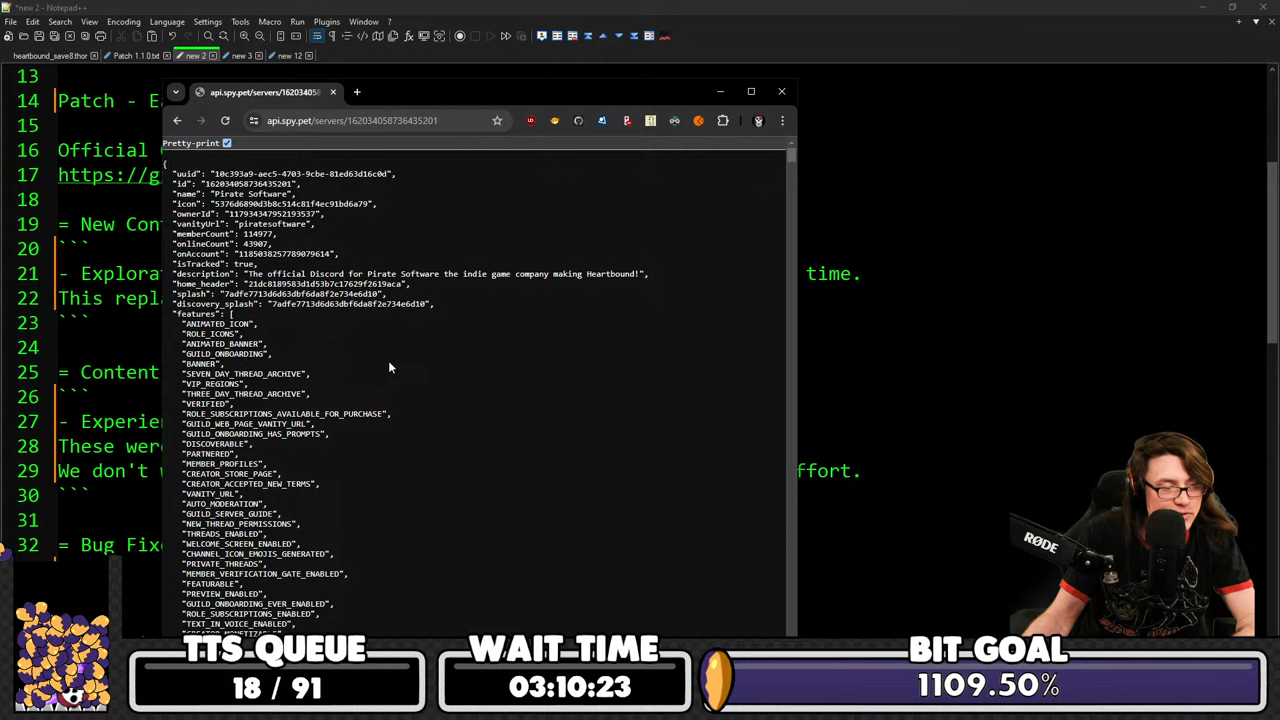 *new 2 - Notepad++
File Edit Search View Encoding Language Settings Tools Macro Run Plugins Window ?
heartbound_save8.thor Patch 1.1.0.txt new 2 new 3 new 12
api.spy.pet/servers/162034058
api.spy.pet/servers/162034058736435201
Pretty-print
{
"uuid": "10c393a9-aec5-4703-9cbe-81ed63d16c0d",
"id": "162034058736435201",
"name": "Pirate Software",
"icon": "5376d6890d3b8c514c81f4ec91bd6a79",
"ownerId": "117934347952193537",
"vanityUrl": "piratesoftware",
"memberCount": 114977,
"onlineCount": 43907,
"onAccount": "1185038257789079614",
"isTracked": true,
"description": "The official Discord for Pirate Software the indie game company making Heartbound!",
"home_header": "21dc8189583d1d53b7c17629f2619aca",
"splash": "7adfe7713d6d63dbf6da8f2e734e6d10",
"discovery_splash": "7adfe7713d6d63dbf6da8f2e734e6d10",
"features": [
"ANIMATED_ICON",
"ROLE_ICONS",
"ANIMATED_BANNER",
"GUILD_ONBOARDING",
"BANNER",
"SEVEN_DAY_THREAD_ARCHIVE",
"VIP_REGIONS",
"THREE_DAY_THREAD_ARCHIVE",
"VERIFIED",
"ROLE_SUBSCRIPTIONS_AVAILABLE_FOR_PURCHASE",
"GUILD_WEB_PAGE_VANITY_URL",
"GUILD_ONBOARDING_HAS_PROMPTS",
"DISCOVERABLE",
"PARTNERED",
"MEMBER_PROFILES",
"CREATOR_STORE_PAGE",
"CREATOR_ACCEPTED_NEW_TERMS",
"VANITY_URL",
"AUTO_MODERATION",
"GUILD_SERVER_GUIDE",
"NEW_THREAD_PERMISSIONS",
"THREADS_ENABLED",
"WELCOME_SCREEN_ENABLED",
"CHANNEL_ICON_EMOJIS_GENERATED",
"PRIVATE_THREADS",
"MEMBER_VERIFICATION_GATE_ENABLED",
"FEATURABLE",
"PREVIEW_ENABLED",
"GUILD_ONBOARDING_EVER_ENABLED",
"ROLE_SUBSCRIPTIONS_ENABLED",
"TEXT_IN_VOICE_ENABLED",
13
14 Patch - Ea
15
16 Official
17 https://g
18
19 = New Con
20 ```
21 - Explora time.
22 This repla
23 ```
24
25 = Content
26 ```
27 - Experie
28 These wer
29 We don't ffort.
30 ```
31
32 = Bug Fix
RØDE
TTS QUEUE
18 / 91
WAIT TIME
03:10:23
BIT GOAL
1109.50%